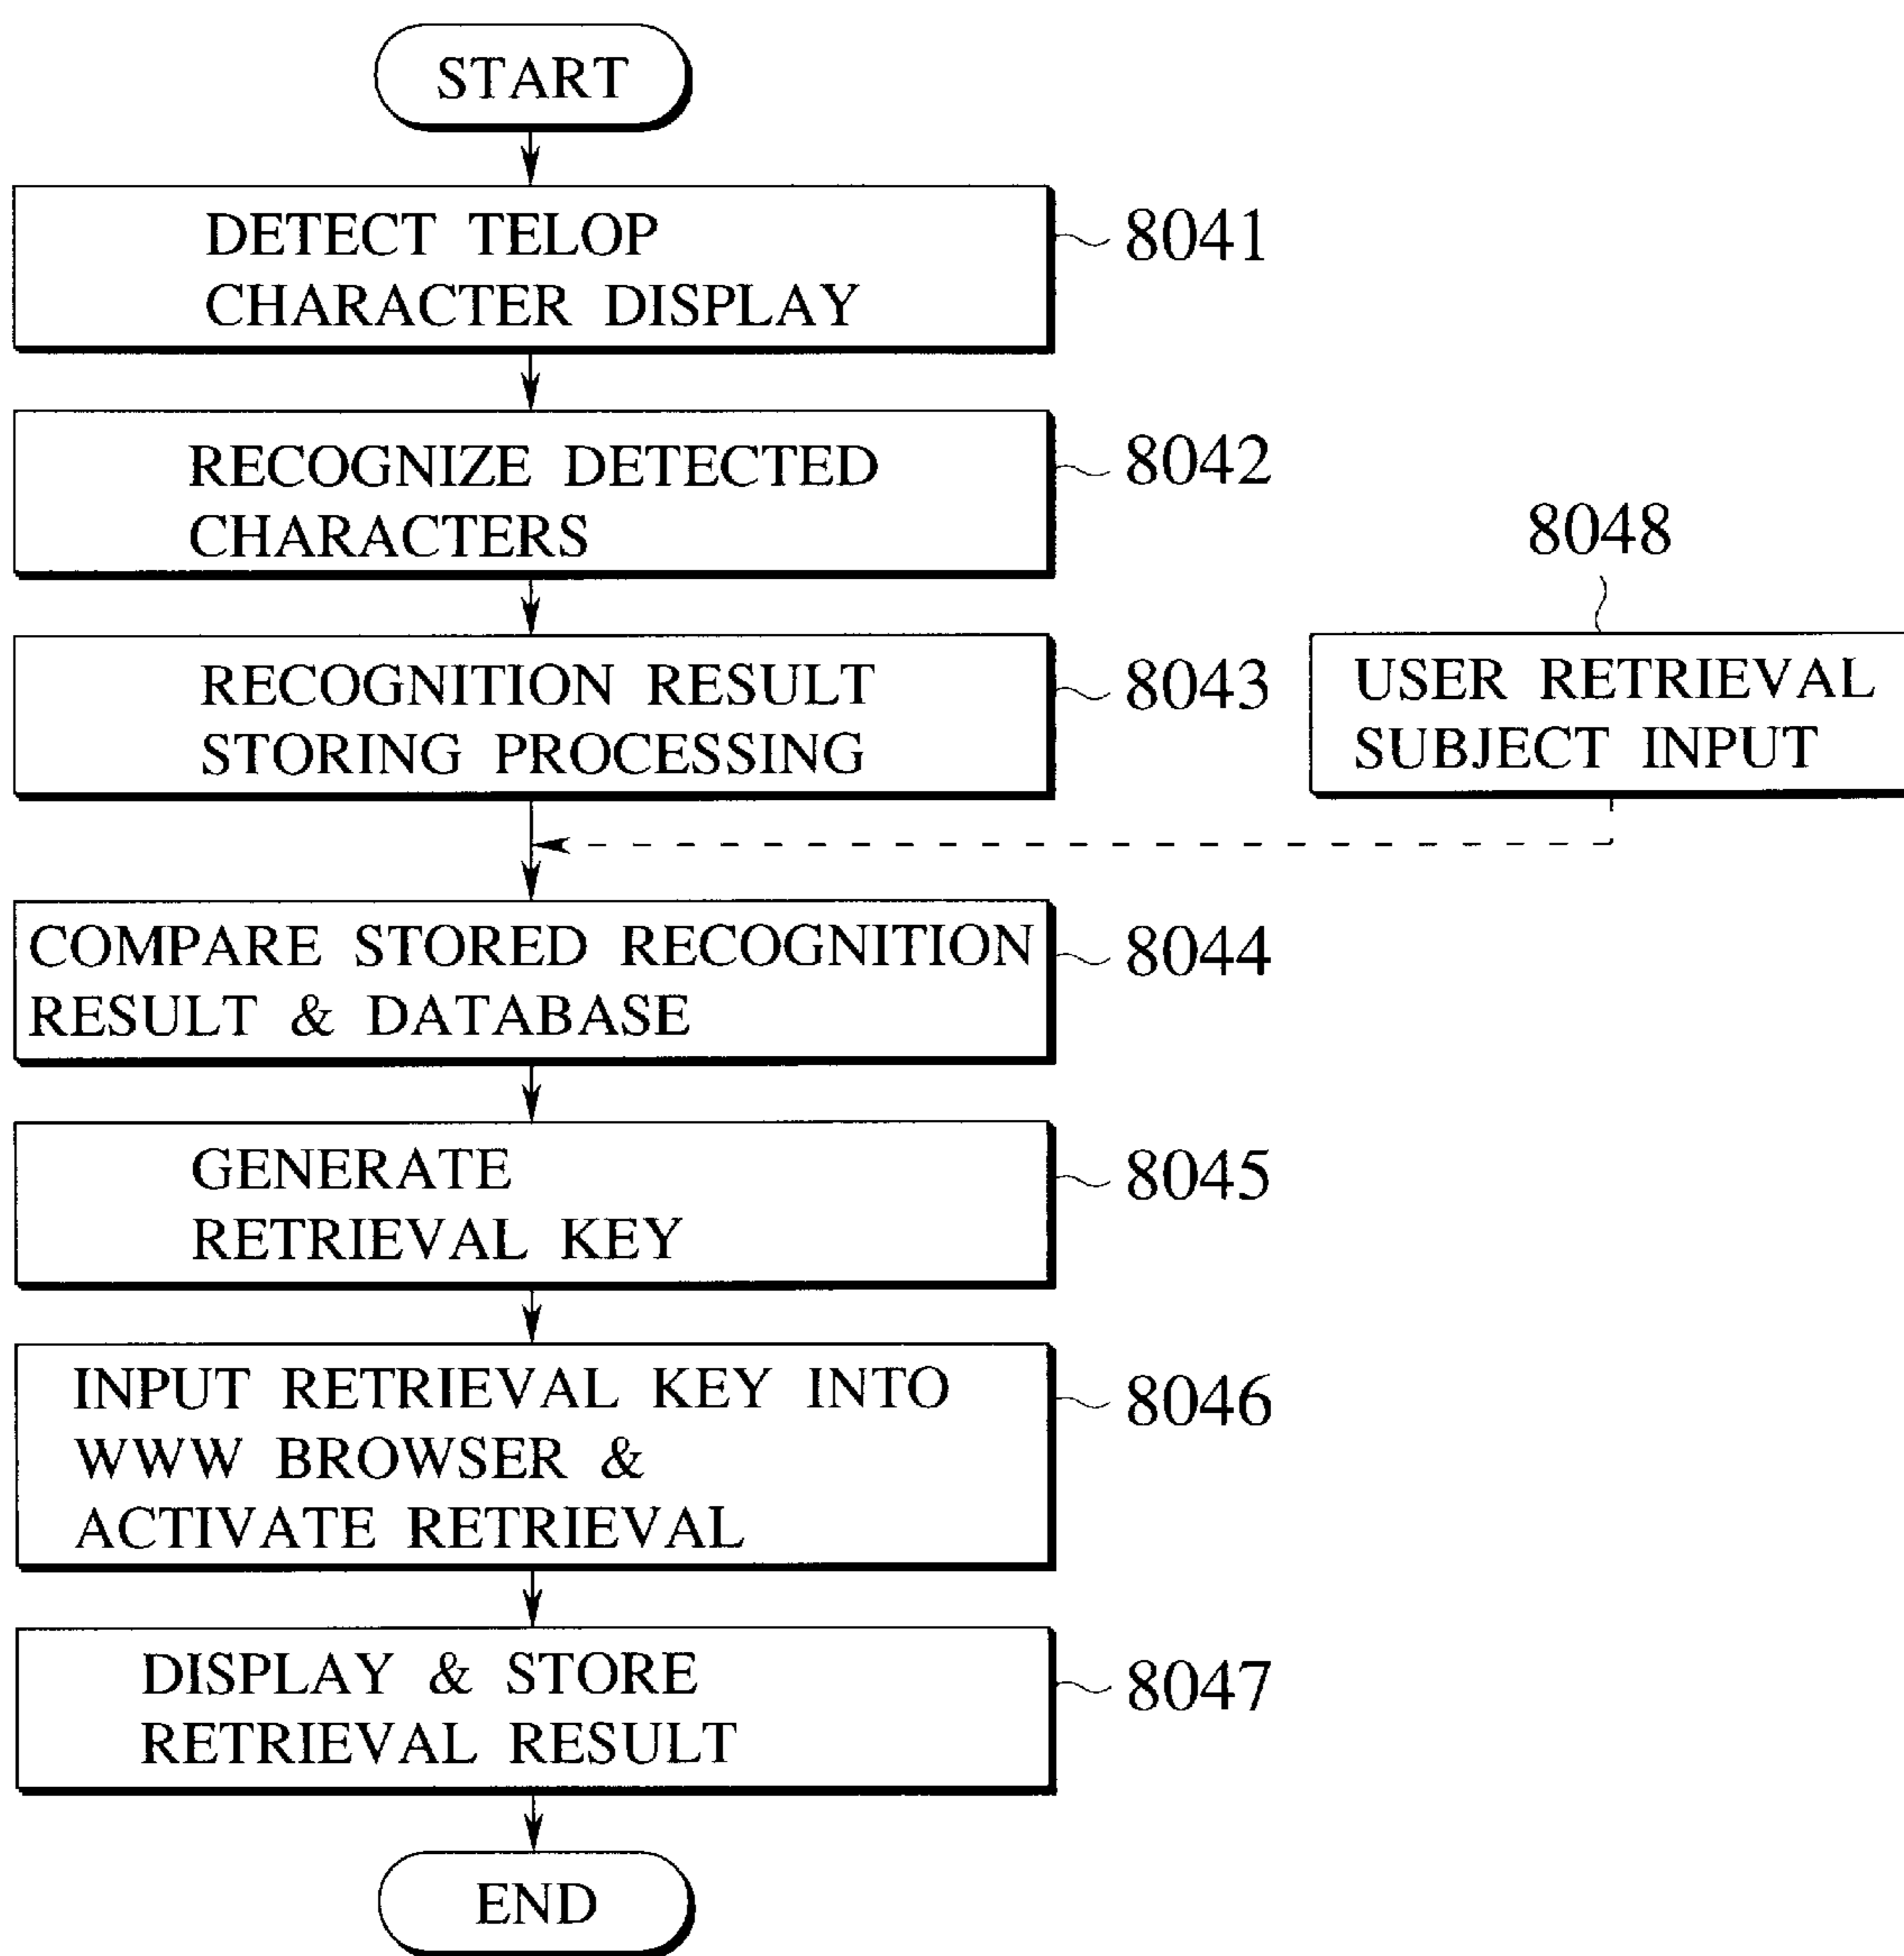 START
DETECT TELOP
CHARACTER DISPLAY
8041
RECOGNIZE DETECTED
CHARACTERS
8042
RECOGNITION RESULT
STORING PROCESSING
8043
8048
USER RETRIEVAL
SUBJECT INPUT
COMPARE STORED RECOGNITION
RESULT & DATABASE
8044
GENERATE
RETRIEVAL KEY
8045
INPUT RETRIEVAL KEY INTO
WWW BROWSER &
ACTIVATE RETRIEVAL
8046
DISPLAY & STORE
RETRIEVAL RESULT
8047
END